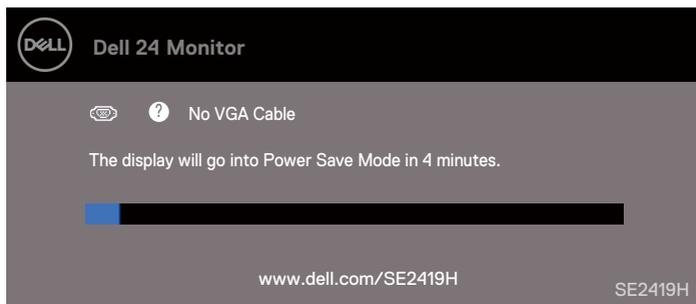 DELL
Dell 24 Monitor
? No VGA Cable
The display will go into Power Save Mode in 4 minutes.
www.dell.com/SE2419H
SE2419H